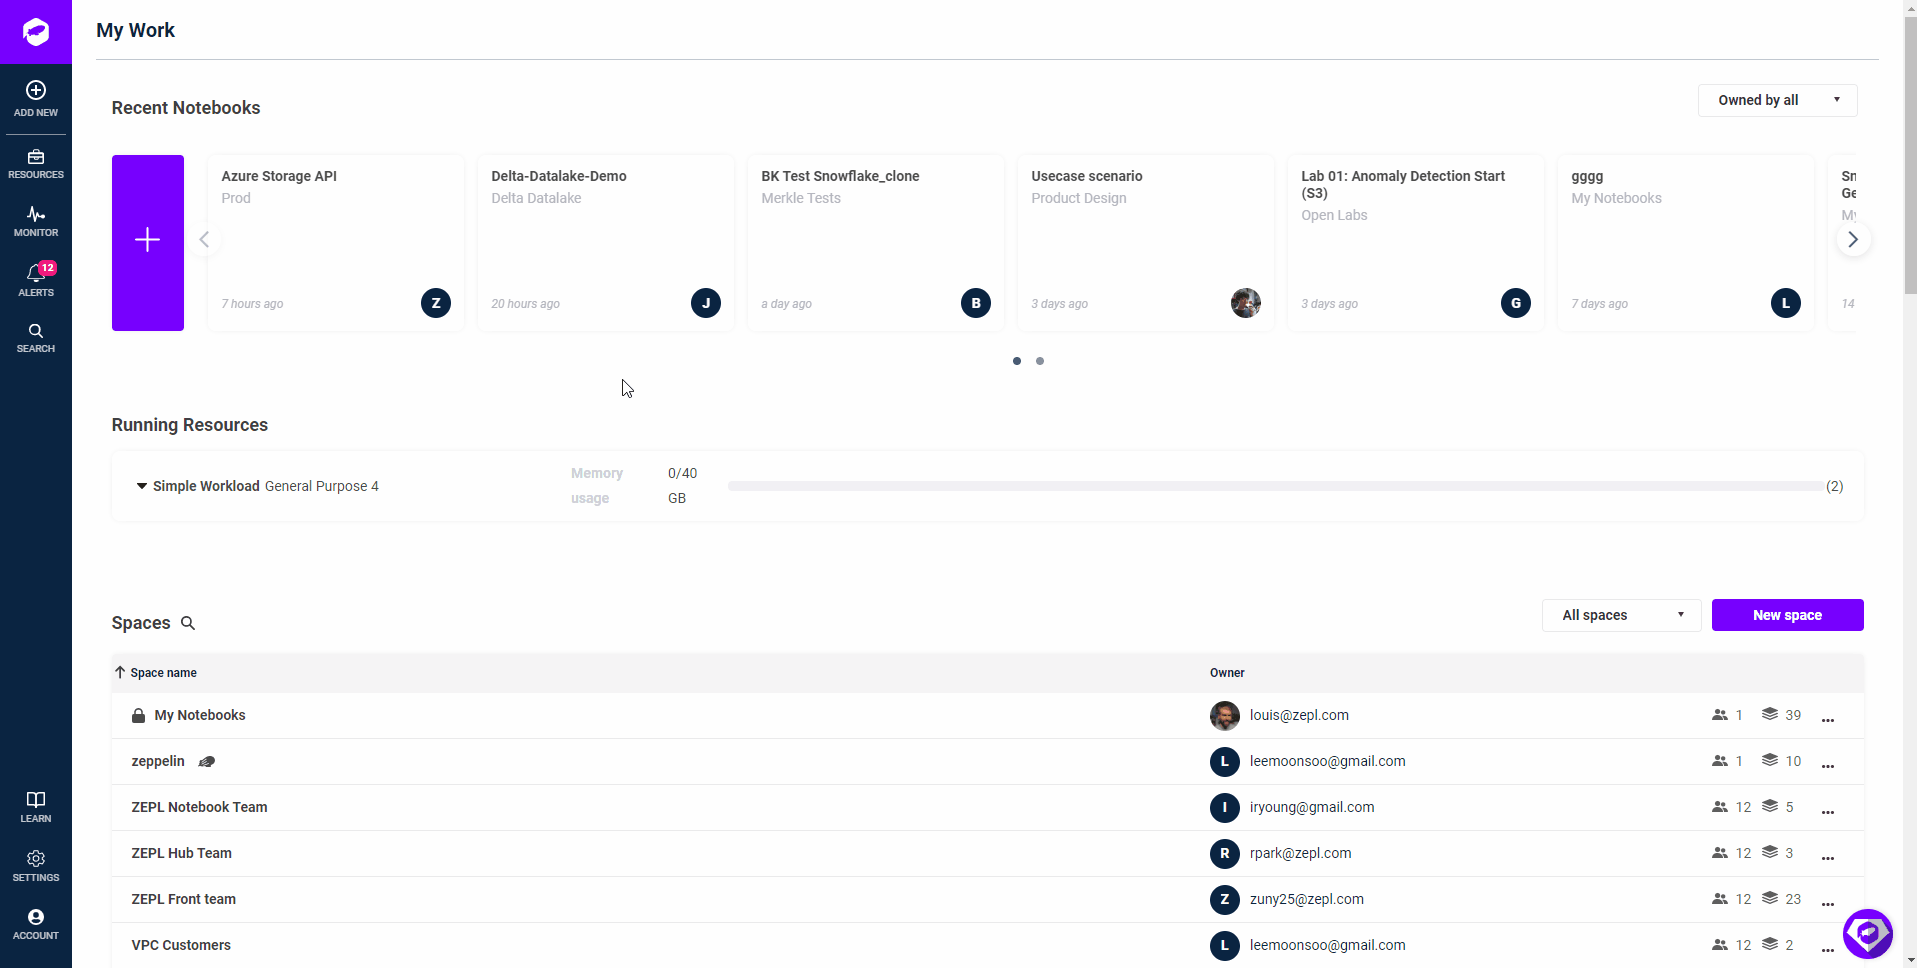 My Work
ADD NEW
RESOURCES
MONITOR
12
ALERTS
SEARCH
LEARN
SETTINGS
ACCOUNT
Recent Notebooks
Owned by all
Azure Storage API
Prod
7 hours ago
Z
Delta-Datalake-Demo
Delta Datalake
20 hours ago
J
BK Test Snowflake_clone
Merkle Tests
a day ago
B
Usecase scenario
Product Design
3 days ago
Lab 01: Anomaly Detection Start
(S3)
Open Labs
3 days ago
G
gggg
My Notebooks
7 days ago
L
Sn
Ge
My
14
Running Resources
Simple Workload General Purpose 4
Memory
usage
0/40
GB
(2)
Spaces
All spaces
New space
Space name
Owner
My Notebooks
louis@zepl.com
1
39
...
zeppelin
L
leemoonsoo@gmail.com
1
10
...
ZEPL Notebook Team
I
iryoung@gmail.com
12
5
...
ZEPL Hub Team
R
rpark@zepl.com
12
3
...
ZEPL Front team
Z
zuny25@zepl.com
12
23
...
VPC Customers
L
leemoonsoo@gmail.com
12
2
...